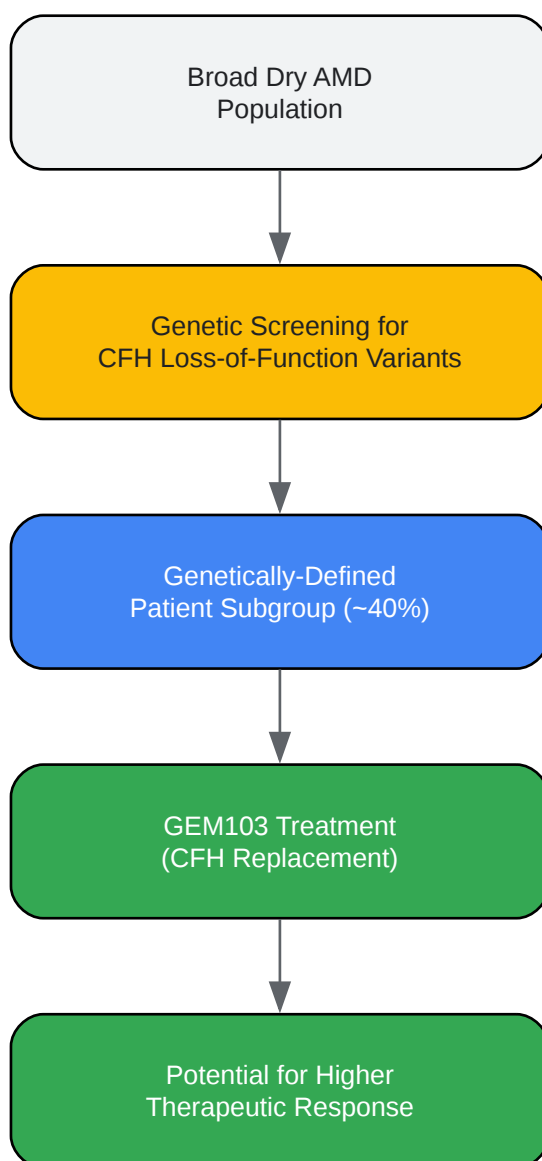 Broad Dry AMD
Population
Genetic Screening for
CFH Loss-of-Function Variants
Genetically-Defined
Patient Subgroup (~40%)
GEM103 Treatment
(CFH Replacement)
Potential for Higher
Therapeutic Response